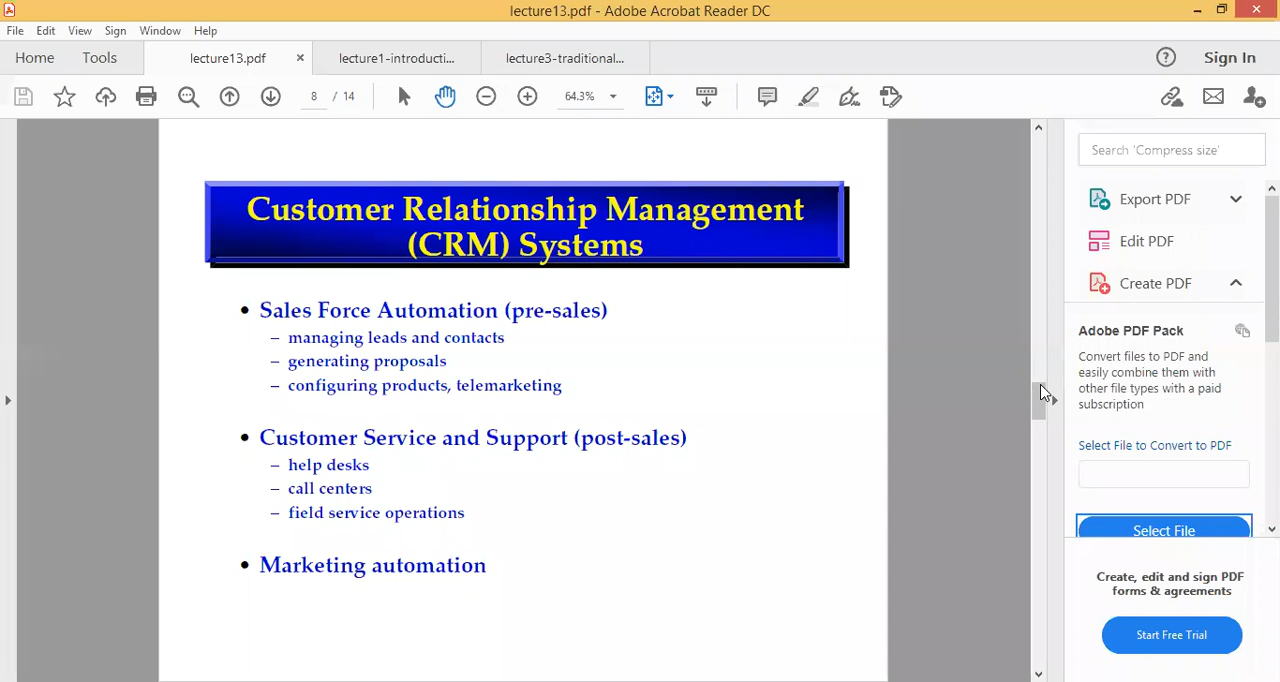 lecture13.pdf - Adobe Acrobat Reader DC
File Edit View Sign Window Help
Home Tools lecture13.pdf × lecture1-introducti... lecture3-traditional... ? Sign In
8 / 14 64.3%
Customer Relationship Management
(CRM) Systems
• Sales Force Automation (pre-sales)
– managing leads and contacts
– generating proposals
– configuring products, telemarketing
• Customer Service and Support (post-sales)
– help desks
– call centers
– field service operations
• Marketing automation
Search 'Compress size'
Export PDF
Edit PDF
Create PDF
Adobe PDF Pack
Convert files to PDF and
easily combine them with
other file types with a paid
subscription
Select File to Convert to PDF
Select File
Create, edit and sign PDF
forms & agreements
Start Free Trial